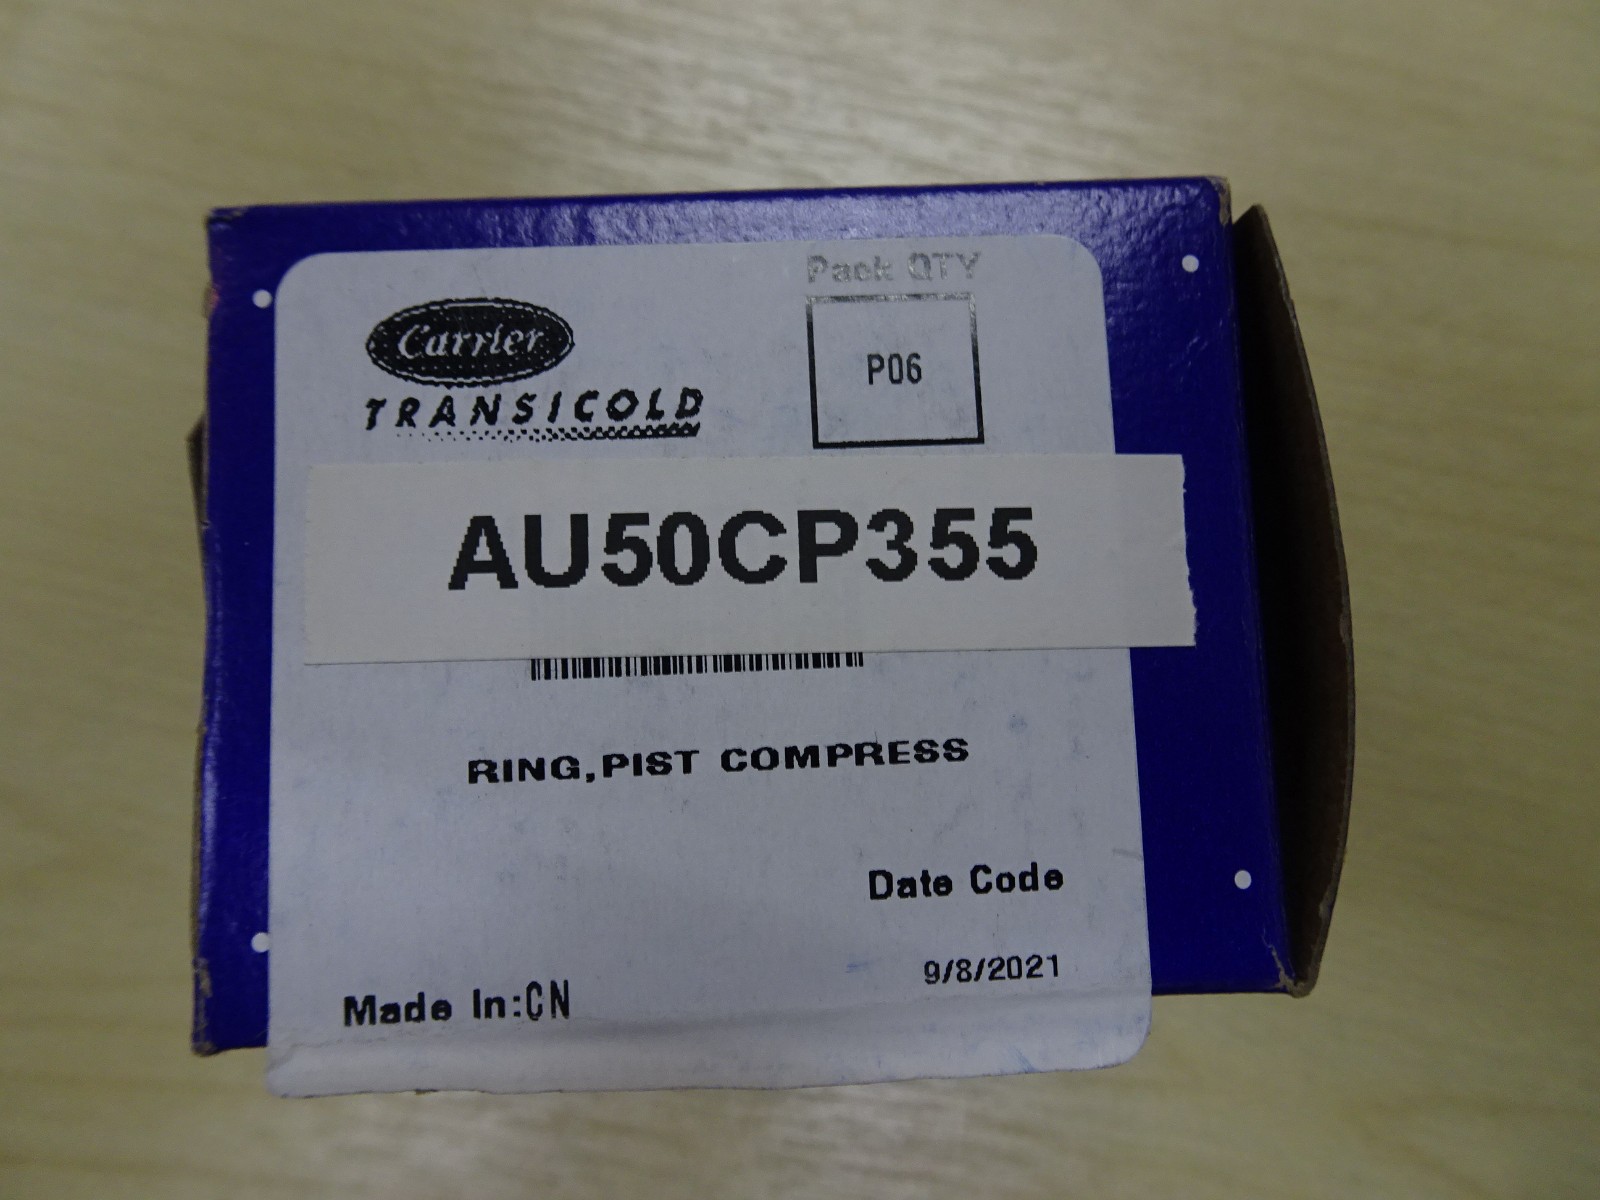 Carrier
TRANSICOLD
Pack QTY
P06
AU50CP355
RING,PIST COMPRESS
Date Code
9/8/2021
Made In:CN